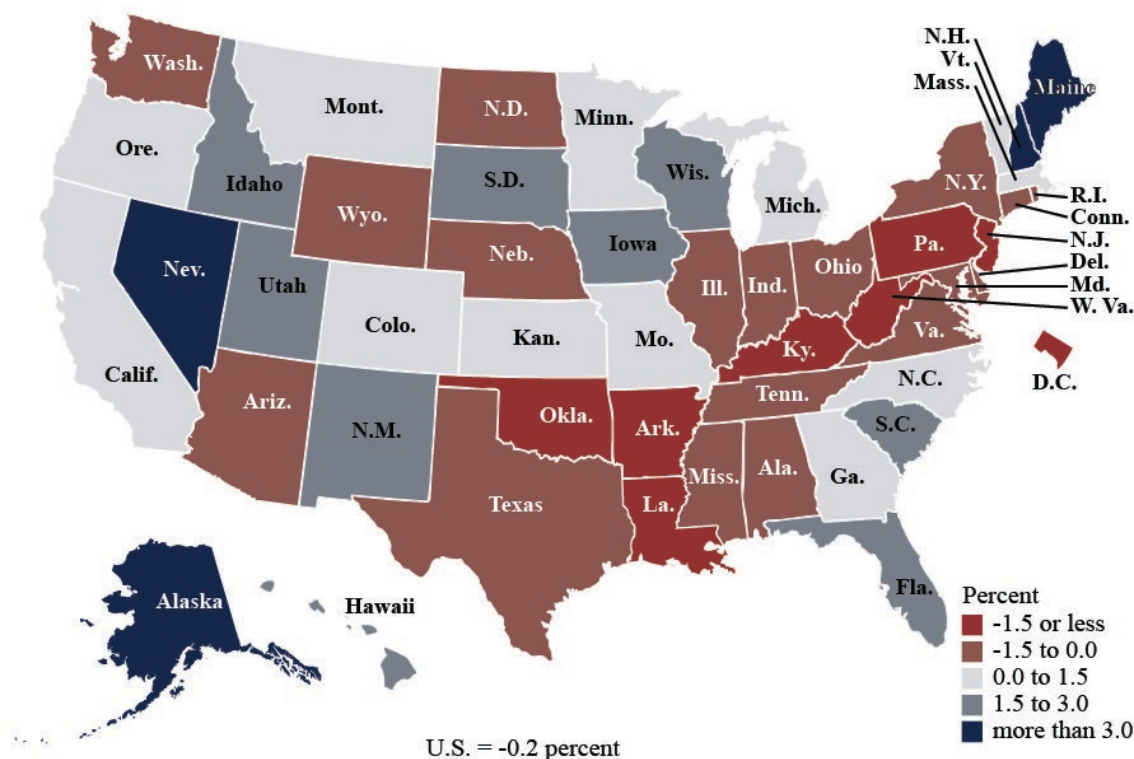 N.H.
Vt.
Mass.
Maine
Wash.
Mont.
N.D.
Minn.
Ore.
Idaho
S.D.
Wis.
Mich.
N.Y.
R.I.
Conn.
N.J.
Del.
Md.
W. Va.
Wyo.
Iowa
Neb.
Pa.
Ohio
Ill.
Ind.
Nev.
Utah
Colo.
Kan.
Mo.
Ky.
Va.
D.C.
Calif.
Ariz.
N.M.
Okla.
Ark.
Tenn.
N.C.
S.C.
Texas
La.
Miss.
Ala.
Ga.
Fla.
Alaska
Hawaii
Percent
-1.5 or less
-1.5 to 0.0
0.0 to 1.5
1.5 to 3.0
more than 3.0
U.S. = -0.2 percent